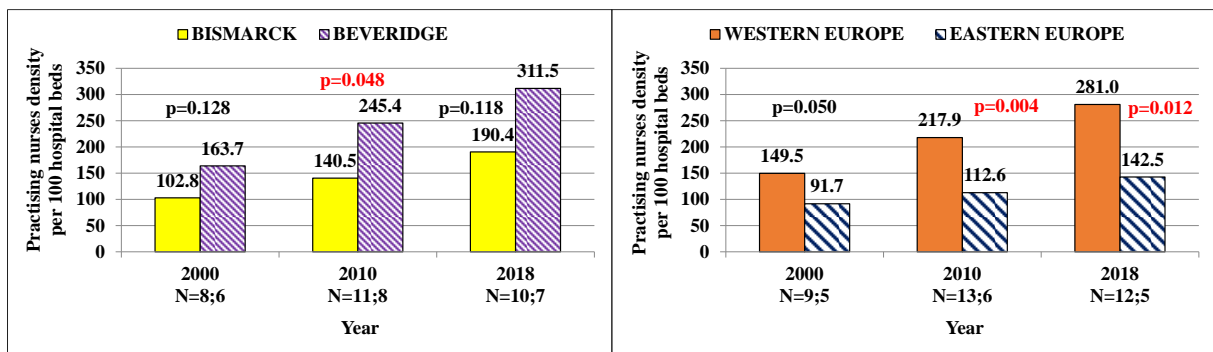 BISMARCK BEVERIDGE
Practising nurses density
per 100 hospital beds
350
300
250
200
150
100
50
0
p=0.128
p=0.048
p=0.118
102.8
163.7
140.5
245.4
190.4
311.5
2000 2010 2018
N=8;6 N=11;8 N=10;7
Year
WESTERN EUROPE EASTERN EUROPE
Practising nurses density
per 100 hospital beds
350
300
250
200
150
100
50
0
p=0.050
p=0.004
p=0.012
149.5
91.7
217.9
112.6
281.0
142.5
2000 2010 2018
N=9;5 N=13;6 N=12;5
Year